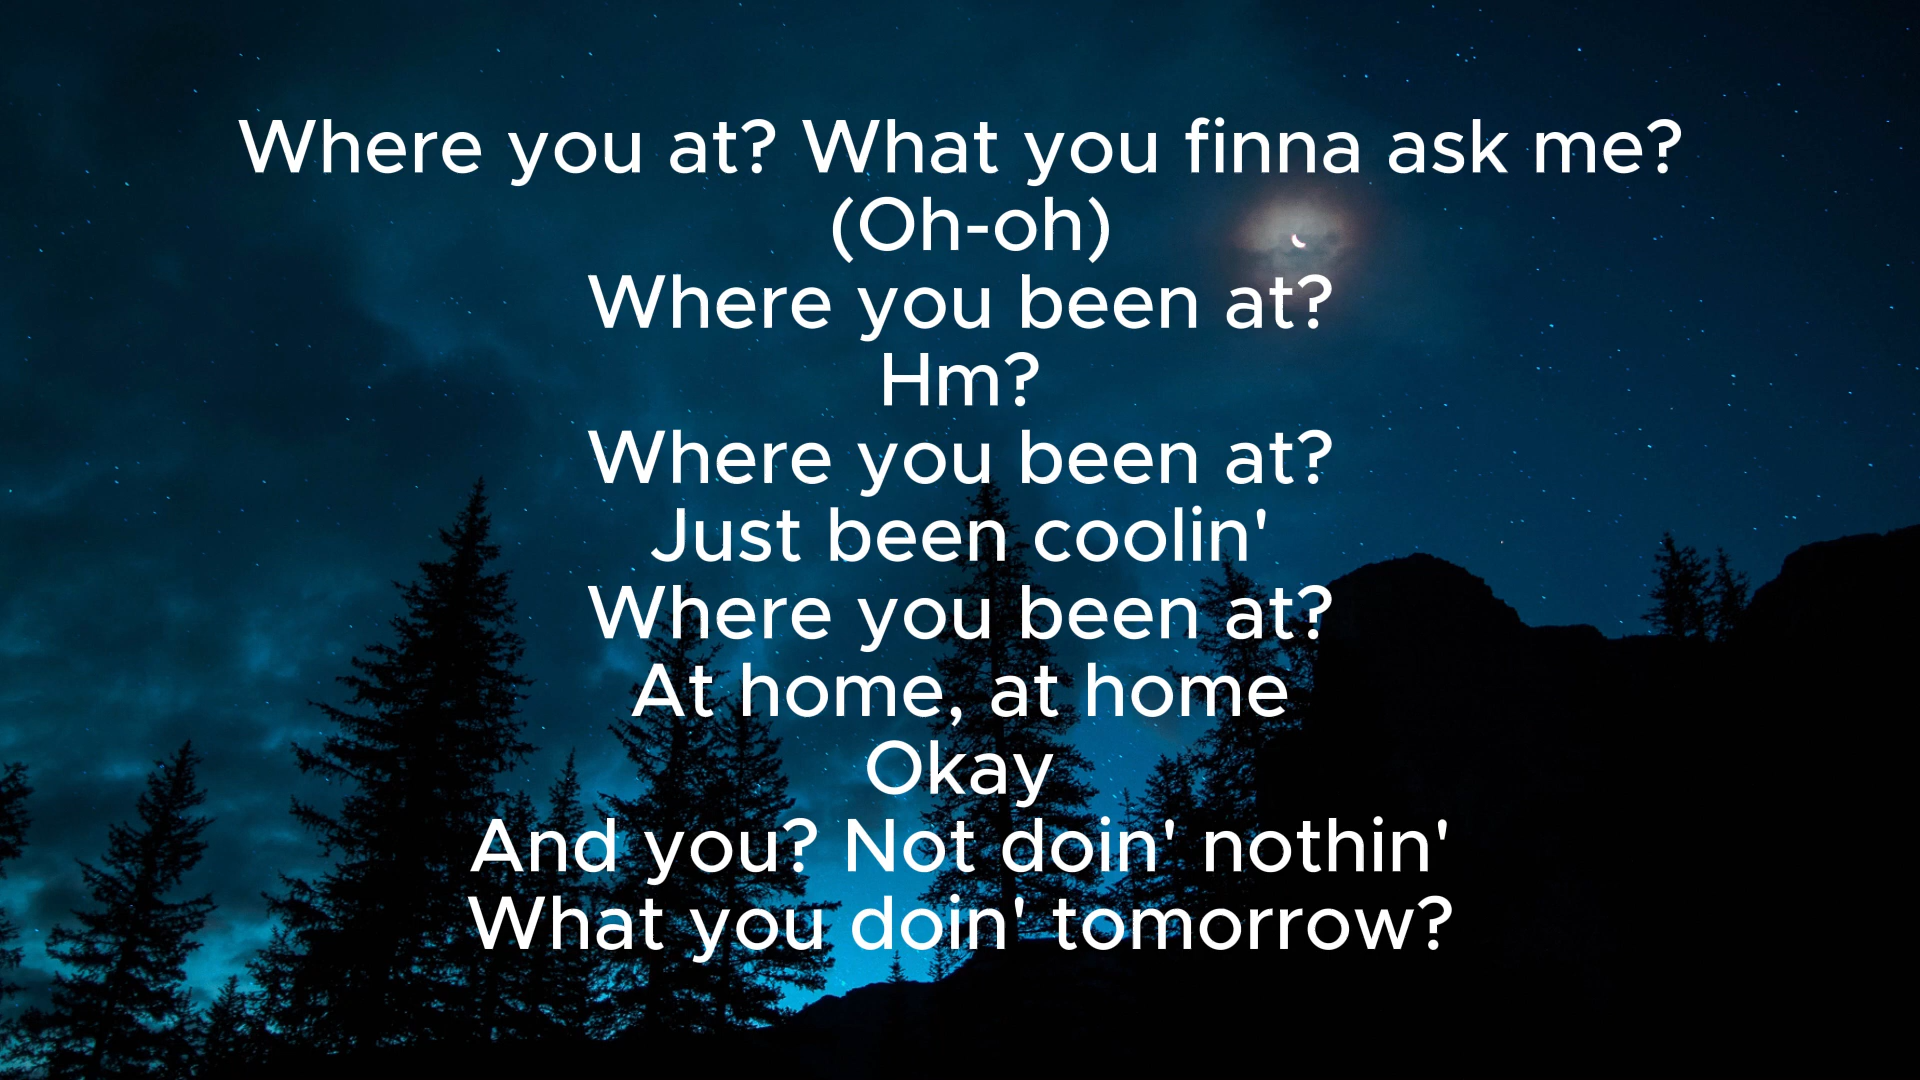 Where you at? What you finna ask me?
(Oh-oh)
Where you been at?
Hm?
Where you been at?
Just been coolin'
Where you been at?
At home, at home
Okay
And you? Not doin' nothin'
What you doin' tomorrow?